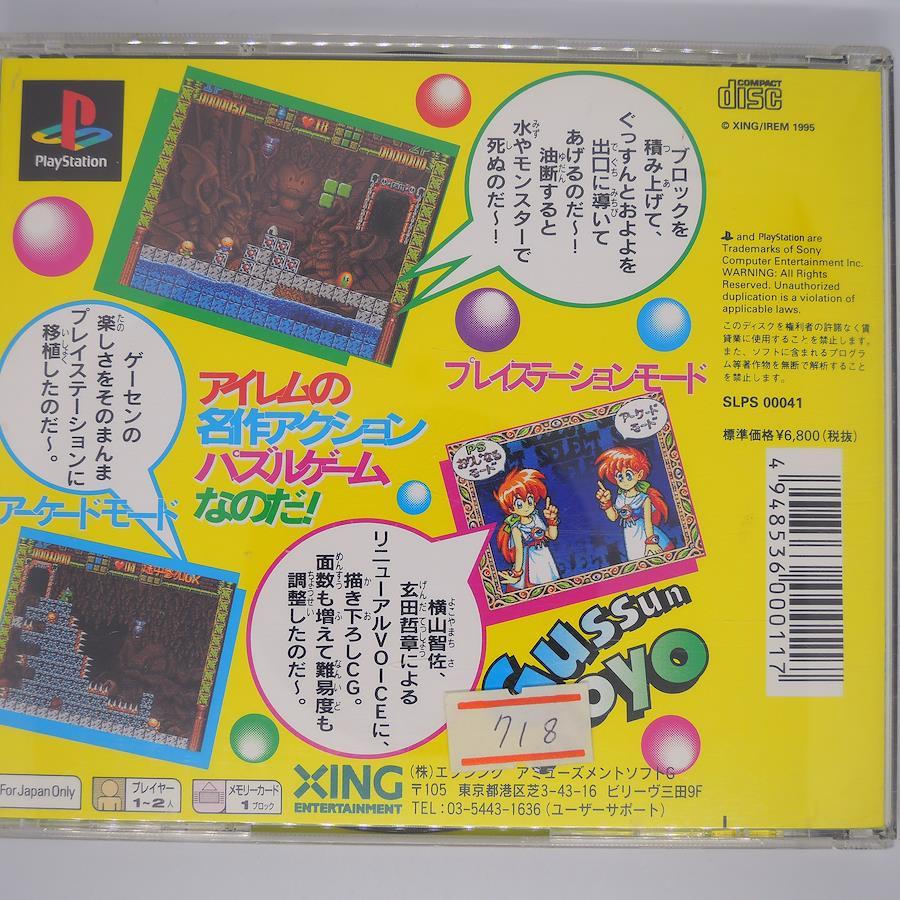 PlayStation
1P
0000050
18
2P
0000000
ブロックを
積み上げて、
ぐっすんとおよよを
出口に導いて
あげるのだ〜！
油断すると
水やモンスターで
死ぬのだ〜！
COMPACT
disc
© XING/IREM 1995
and PlayStation are
Trademarks of Sony
Computer Entertainment Inc.
WARNING: All Rights
Reserved. Unauthorized
duplication is a violation of
applicable laws.
このディスクを権利者の許諾なく賃
貸業に使用することを禁止します。
また、ソフトに含まれるプログラ
ム等著作物を無断で解析すること
を禁止します。
SLPS 00041
標準価格¥6,800（税抜）
4948536000117
ゲーセンの
楽しさをそのまんま
プレイステーションに
移植したのだ〜。
アイレムの
名作アクション
パズルゲーム
なのだ！
プレイステーションモード
PS
おりじなる
モード
アーケード
モード
SELECT
アーケードモード
横山智佐、
玄田哲章による
リニューアルVOICEに、
描き下ろしCG。
面数も増えて難易度も
調整したのだ〜。
Gussun
OYO
718
For Japan Only
プレイヤー
1~2人
メモリーカード
1ブロック
XING
ENTERTAINMENT
（株）エクシング アミューズメントソフトG
〒105 東京都港区芝3-43-16 ビリーヴ三田9F
TEL：03-5443-1636（ユーザーサポート）